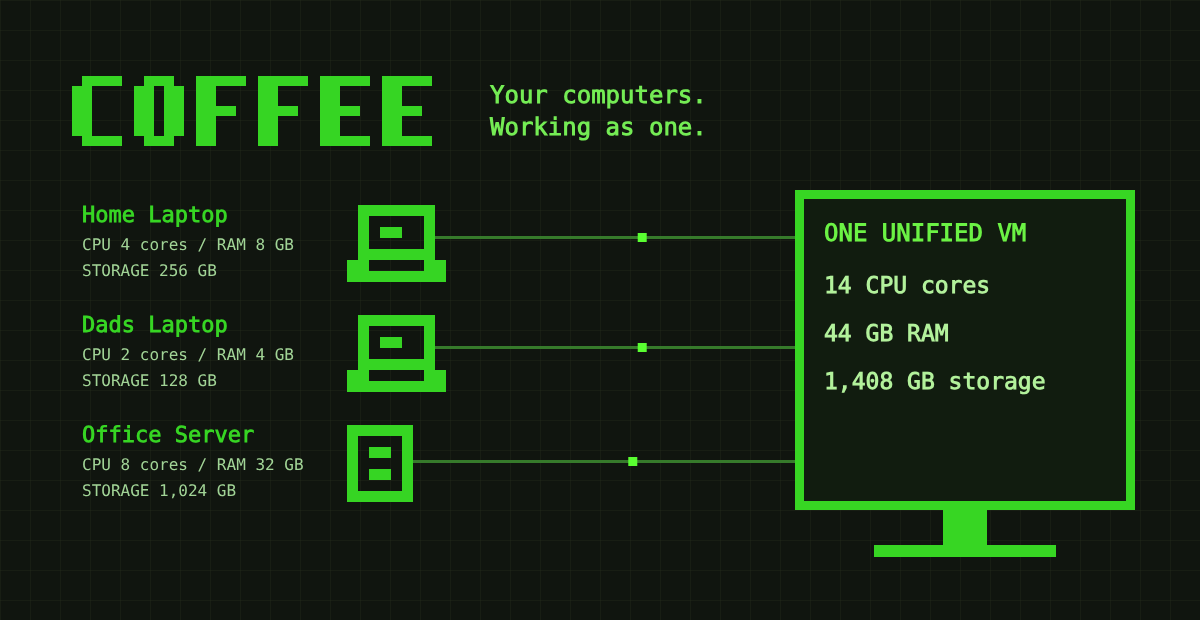 COFFEE
Your computers.
Working as one.
Home Laptop
CPU 4 cores / RAM 8 GB
STORAGE 256 GB
Dads Laptop
CPU 2 cores / RAM 4 GB
STORAGE 128 GB
Office Server
CPU 8 cores / RAM 32 GB
STORAGE 1,024 GB
ONE UNIFIED VM
14 CPU cores
44 GB RAM
1,408 GB storage